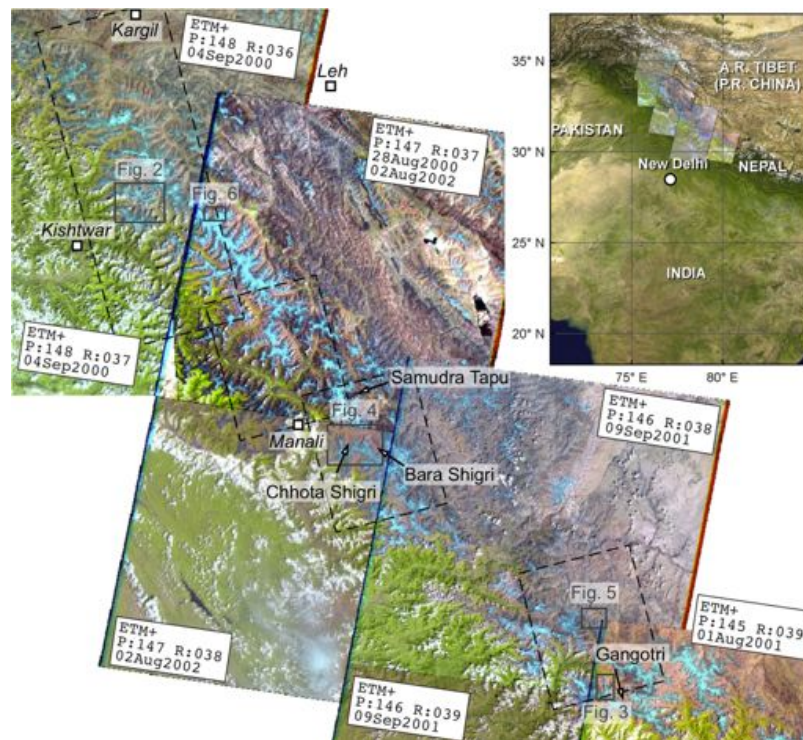 Kargil
ETM+
P:148 R:036
04Sep2000
Leh
ETM+
P:147 R:037
28Aug2000
02Aug2002
Fig. 2
Fig. 6
Kishtwar
ETM+
P:148 R:037
04Sep2000
35° N
30° N
25° N
20° N
75° E
80° E
A.R. TIBET
(P.R. CHINA)
PAKISTAN
NEPAL
New Delhi
INDIA
Samudra Tapu
Fig. 4
Manali
Chhota Shigri
Bara Shigri
ETM+
P:146 R:038
09Sep2001
Fig. 5
ETM+
P:145 R:039
01Aug2001
Gangotri
Fig. 3
ETM+
P:147 R:038
02Aug2002
ETM+
P:146 R:039
09Sep2001